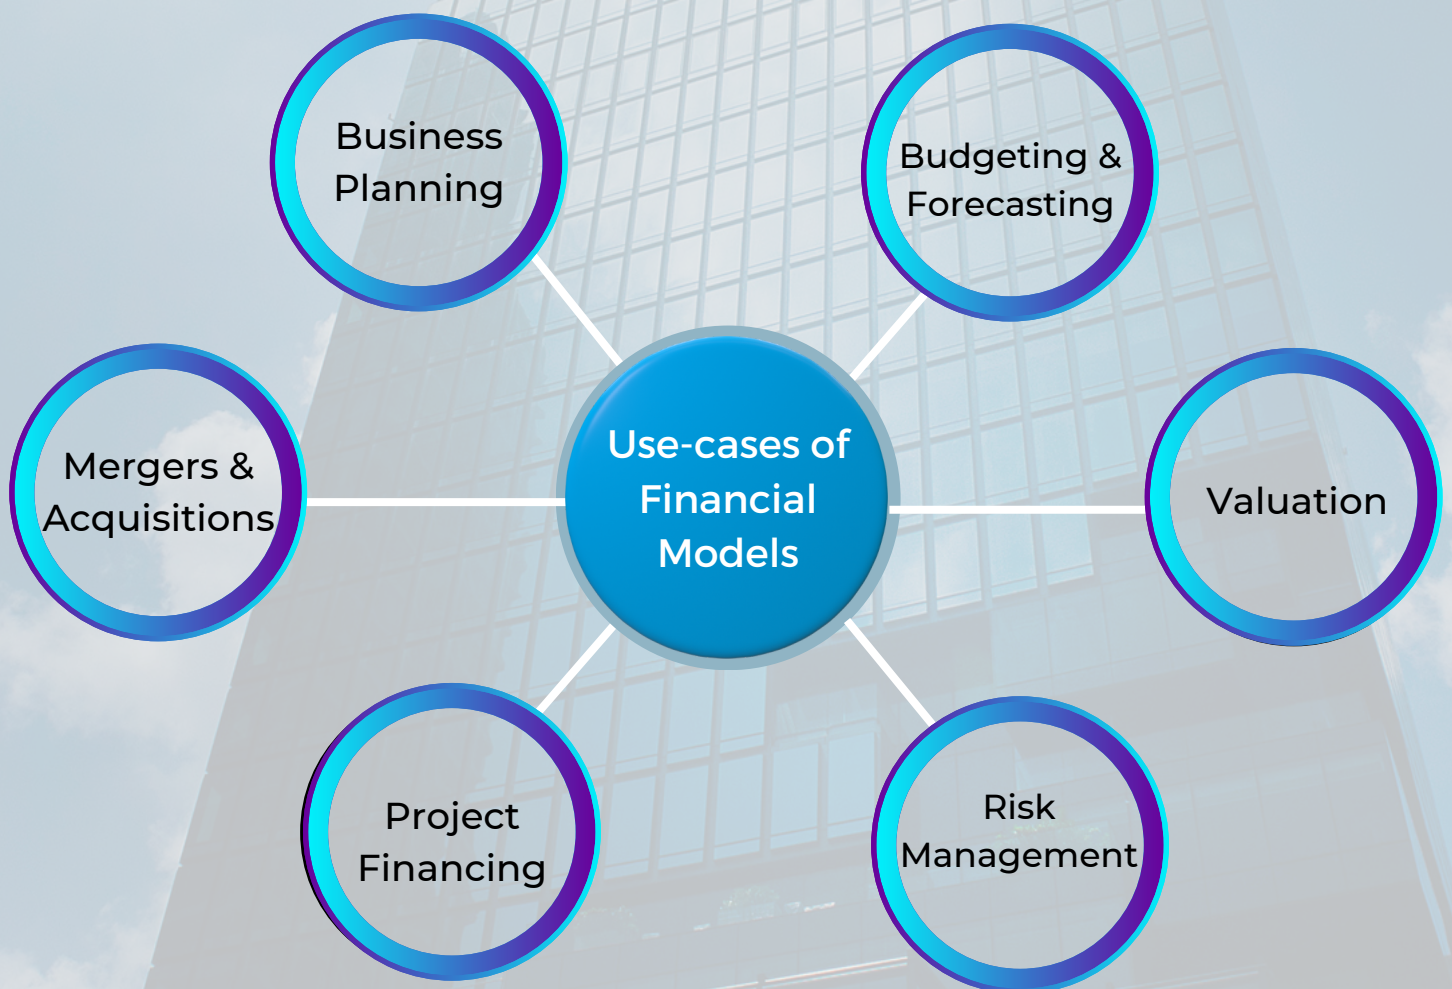 Business
Planning
Budgeting &
Forecasting
Mergers &
Acquisitions
Use-cases of
Financial
Models
Valuation
Project
Financing
Risk
Management